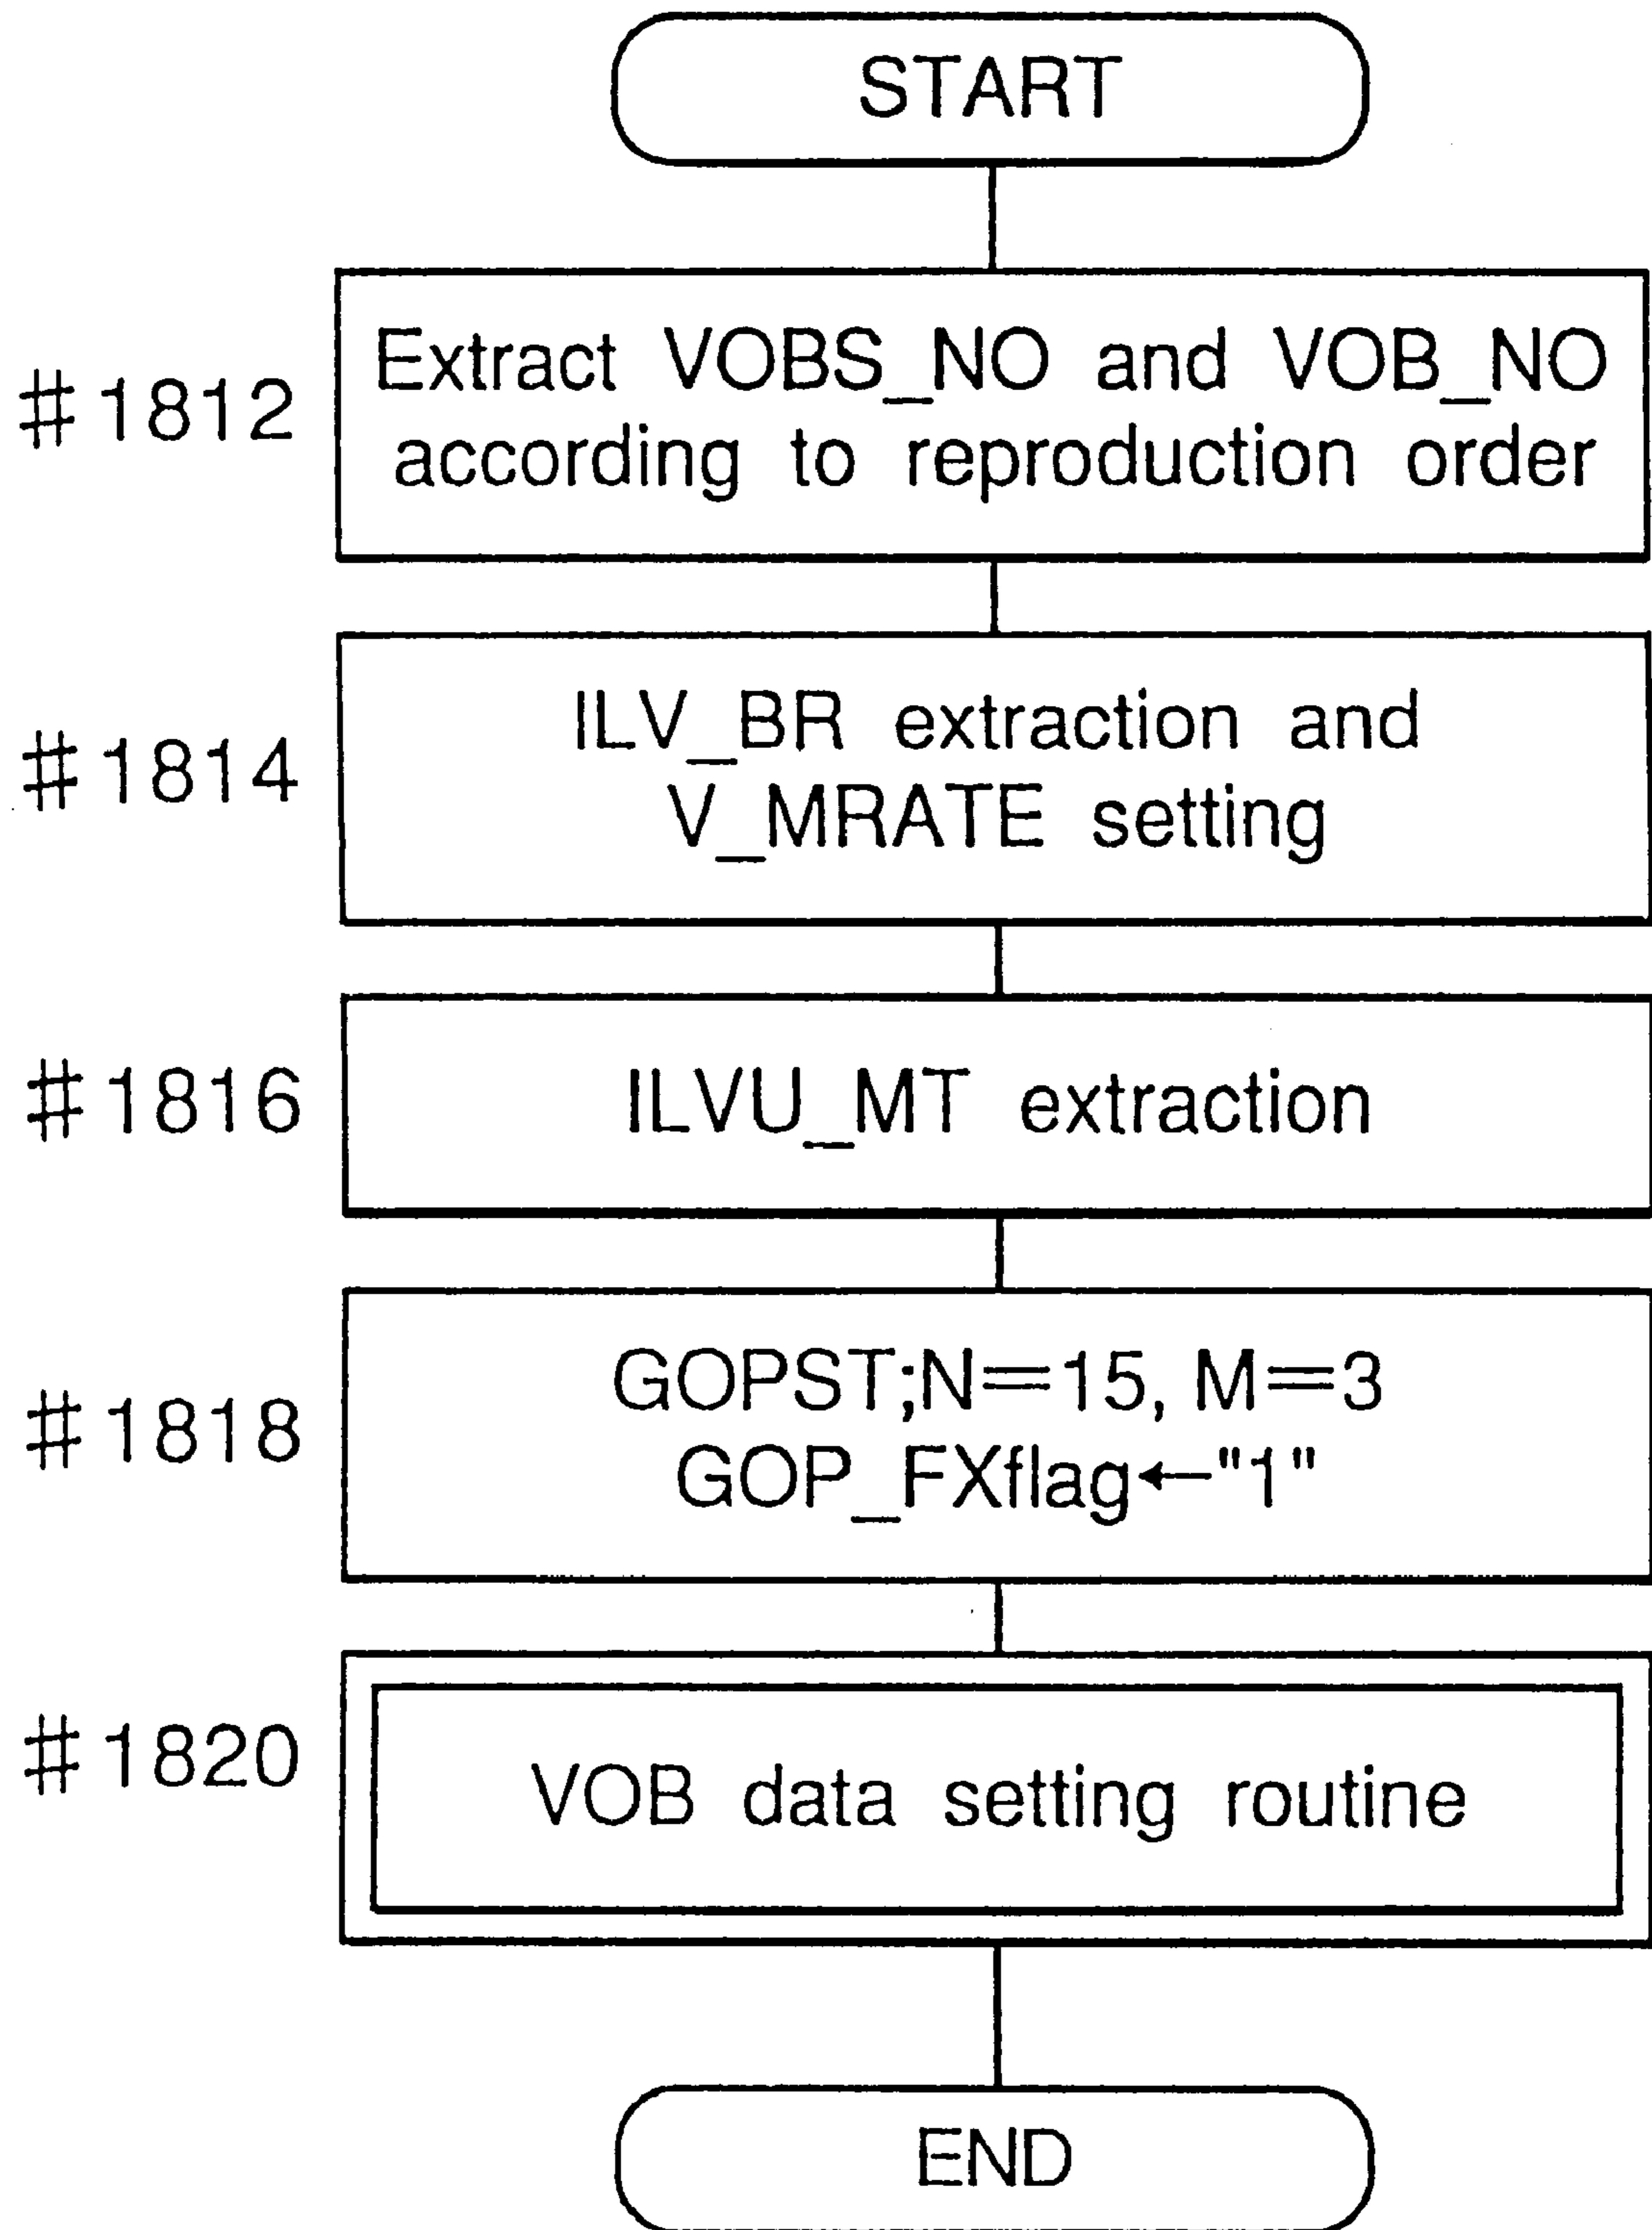 START
#1812
Extract VOBS_NO and VOB_NO
according to reproduction order
#1814
ILV_BR extraction and
V_MRATE setting
#1816
ILVU_MT extraction
#1818
GOPST;N=15, M=3
GOP_FXflag←"1"
#1820
VOB data setting routine
END